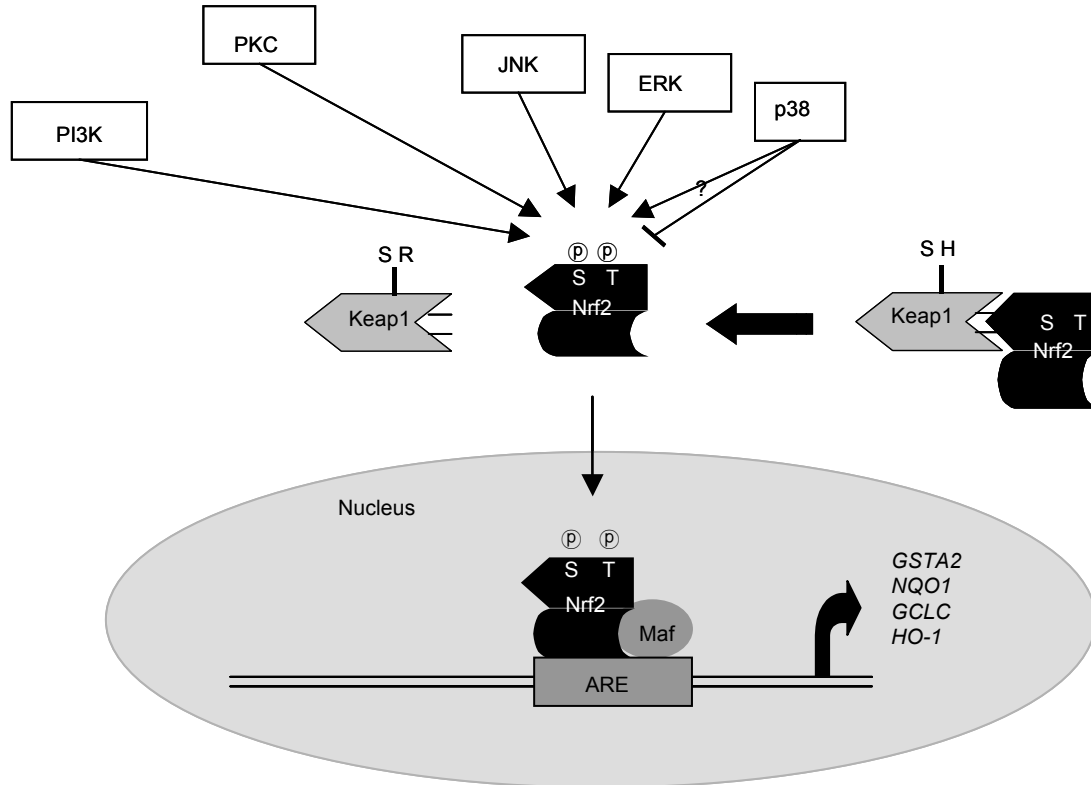 PKC
JNK
ERK
p38
PI3K
?
S R
p p
S T
Nrf2
Keap1
S H
Keap1
S T
Nrf2
Nucleus
p p
S T
Nrf2
Maf
ARE
GSTA2
NQO1
GCLC
HO-1